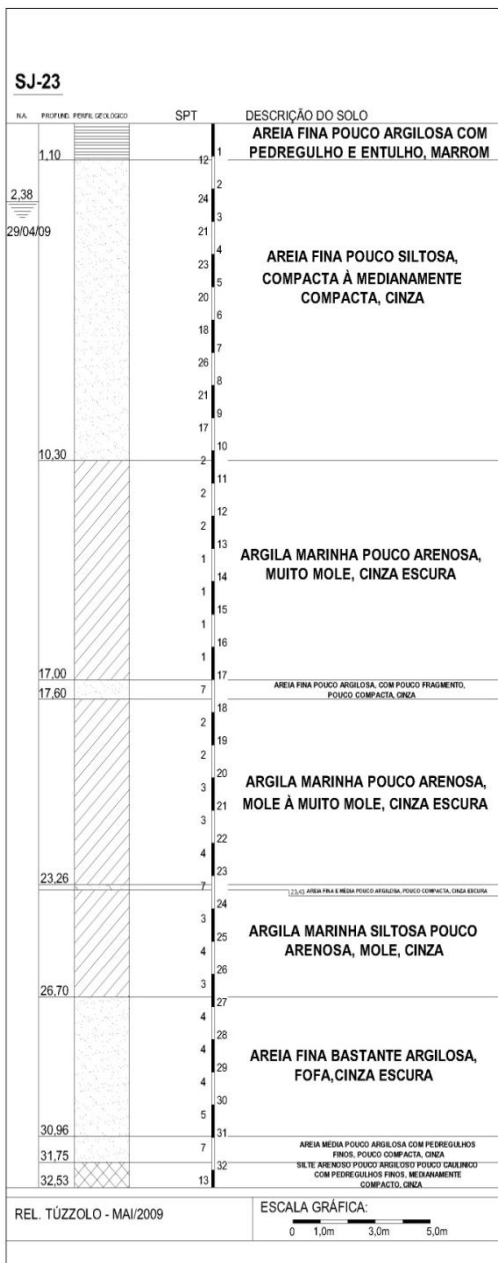 SJ-23
N.A. PROFUND. PERFIL GEOLÓGICO SPT DESCRIÇÃO DO SOLO
AREIA FINA POUCO ARGILOSA COM
PEDREGULHO E ENTULHO, MARROM
1
1,10 12
2
2,38 24
3
29/04/09 21
4
AREIA FINA POUCO SILTOSA,
COMPACTA À MEDIANAMENTE
COMPACTA, CINZA
23
5
20
6
18
7
26
8
21
9
17
10
10,30 2
11
2
12
2
13
ARGILA MARINHA POUCO ARENOSA,
MUITO MOLE, CINZA ESCURA
1
14
1
15
1
16
1
17,00 17
AREIA FINA POUCO ARGILOSA, COM POUCO FRAGMENTO,
POUCO COMPACTA, CINZA
7
17,60
18
2
19
2
20
ARGILA MARINHA POUCO ARENOSA,
MOLE À MUITO MOLE, CINZA ESCURA
3
21
3
22
4
23
23,26 7
23,43 AREIA FINA E MÉDIA POUCO ARGILOSA, POUCO COMPACTA, CINZA ESCURA
24
3
25
ARGILA MARINHA SILTOSA POUCO
ARENOSA, MOLE, CINZA
4
26
3
26,70
27
4
28
4
29
AREIA FINA BASTANTE ARGILOSA,
FOFA,CINZA ESCURA
4
30
5
30,96 31
AREIA MÉDIA POUCO ARGILOSA COM PEDREGULHOS
FINOS, POUCO COMPACTA, CINZA
7
31,75
32
SILTE ARENOSO POUCO ARGILOSO POUCO CAULINICO
COM PEDREGULHOS FINOS, MEDIANAMENTE
COMPACTO, CINZA
32,53 13
REL. TÚZZOLO - MAI/2009
ESCALA GRÁFICA:
0 1,0m 3,0m 5,0m